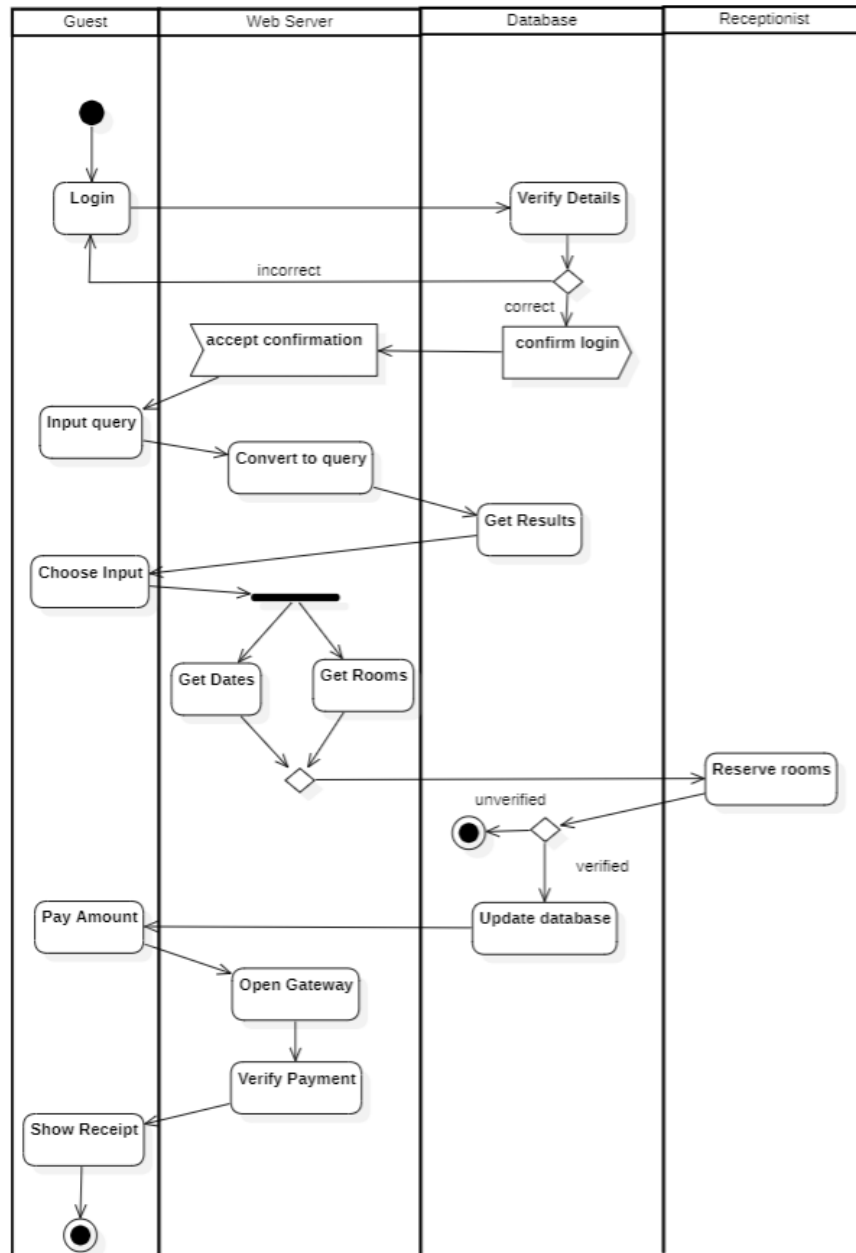 Guest
Web Server
Database
Receptionist
Login
Verify Details
incorrect
correct
accept confirmation
confirm login
Input query
Convert to query
Get Results
Choose Input
Get Dates
Get Rooms
Reserve rooms
unverified
verified
Pay Amount
Update database
Open Gateway
Verify Payment
Show Receipt